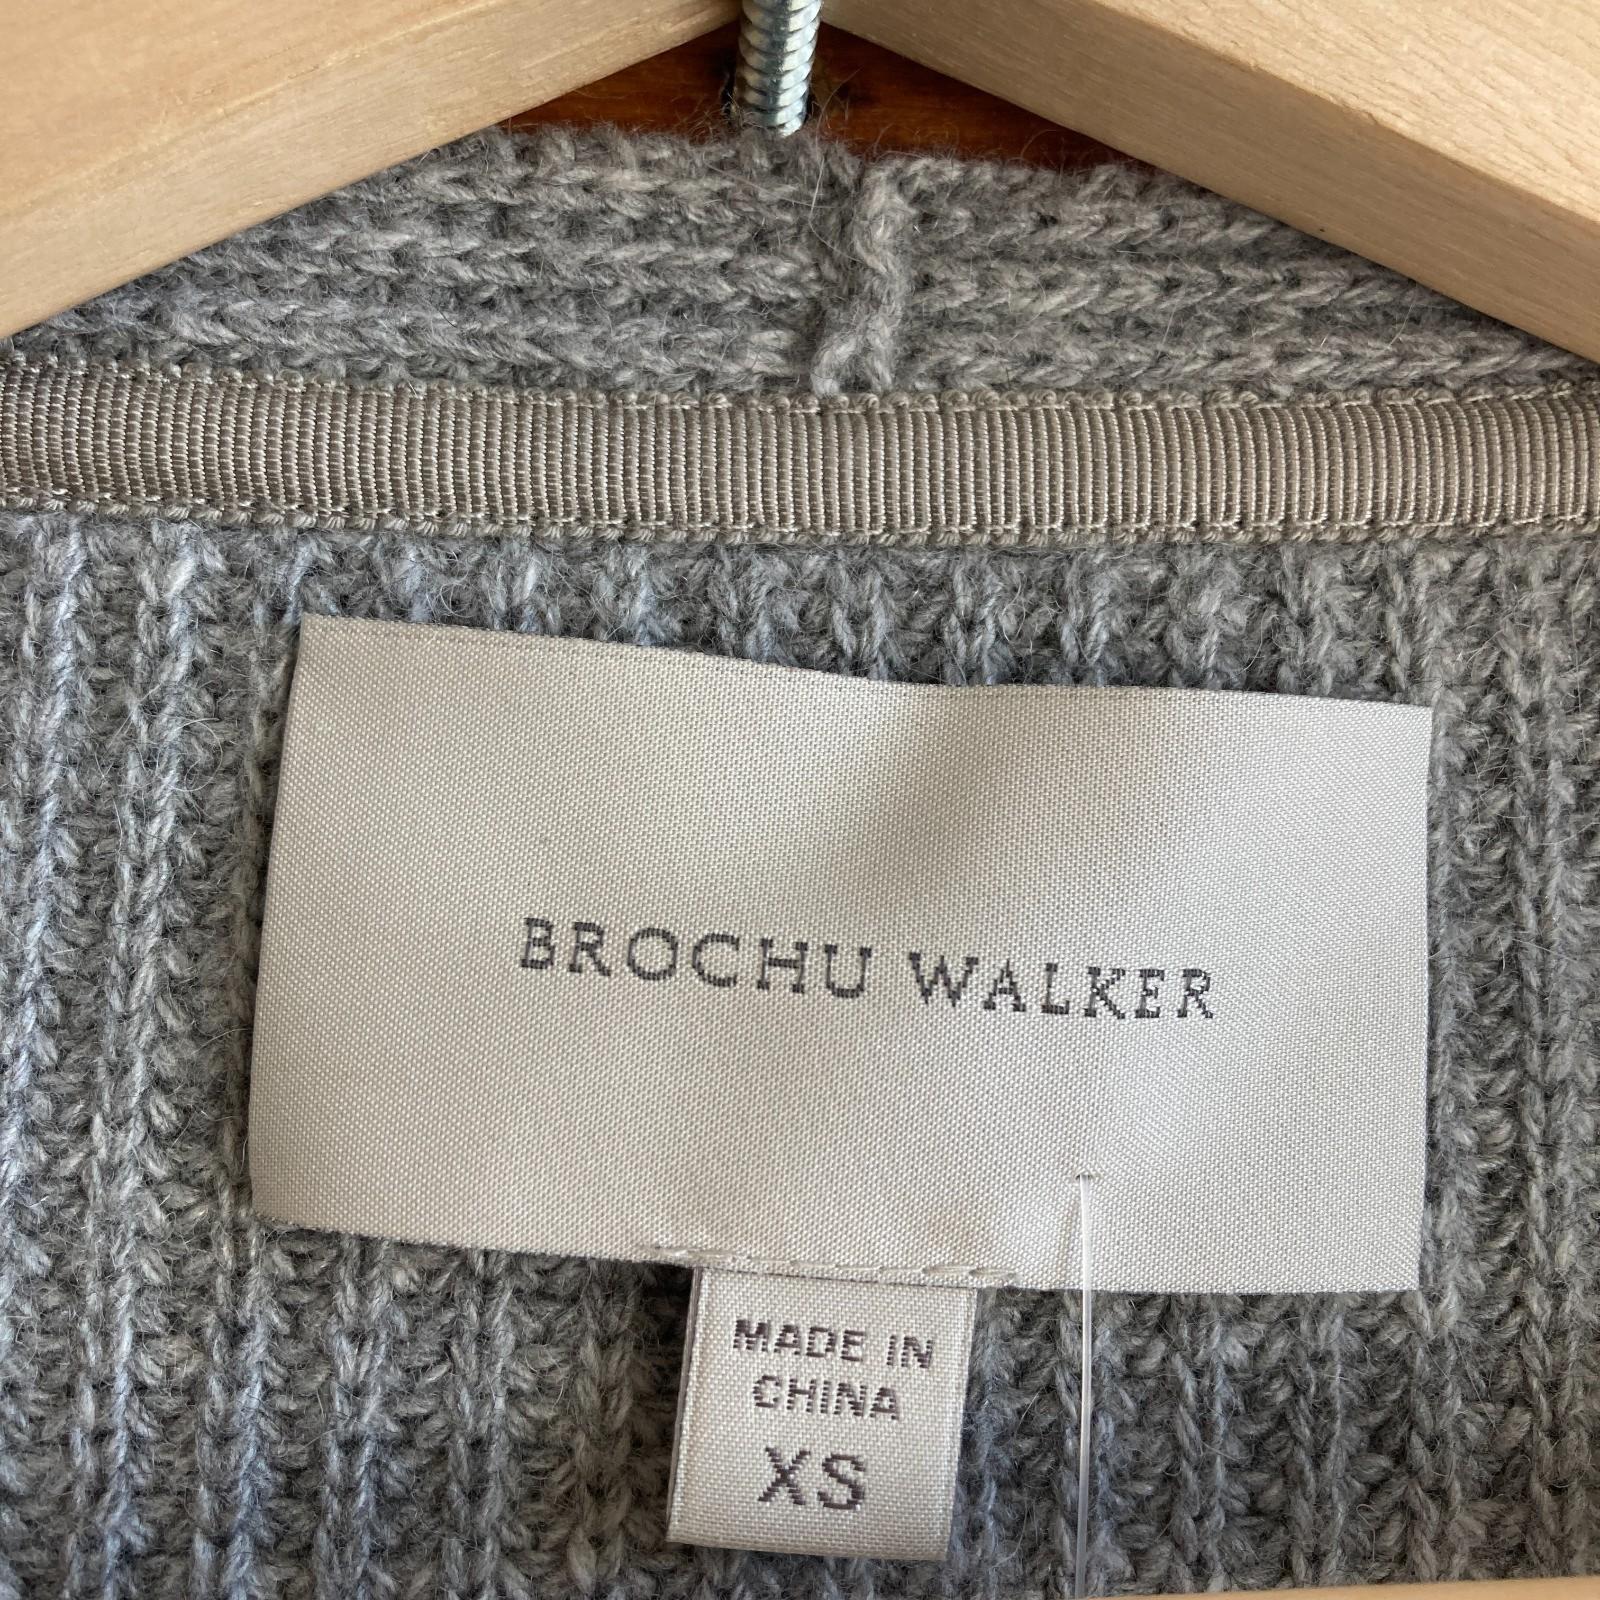 BROCHU WALKER
MADE IN
CHINA
XS